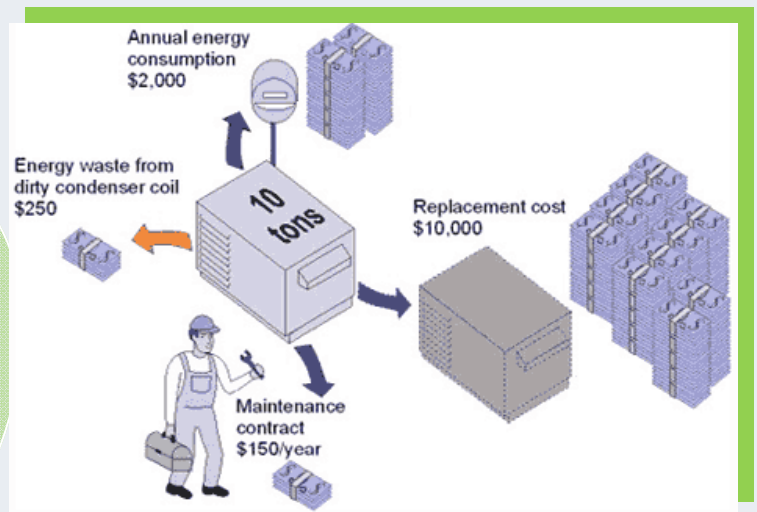 Annual energy
consumption
$2,000
Energy waste from
dirty condenser coil
$250
10
tons
Replacement cost
$10,000
Maintenance
contract
$150/year